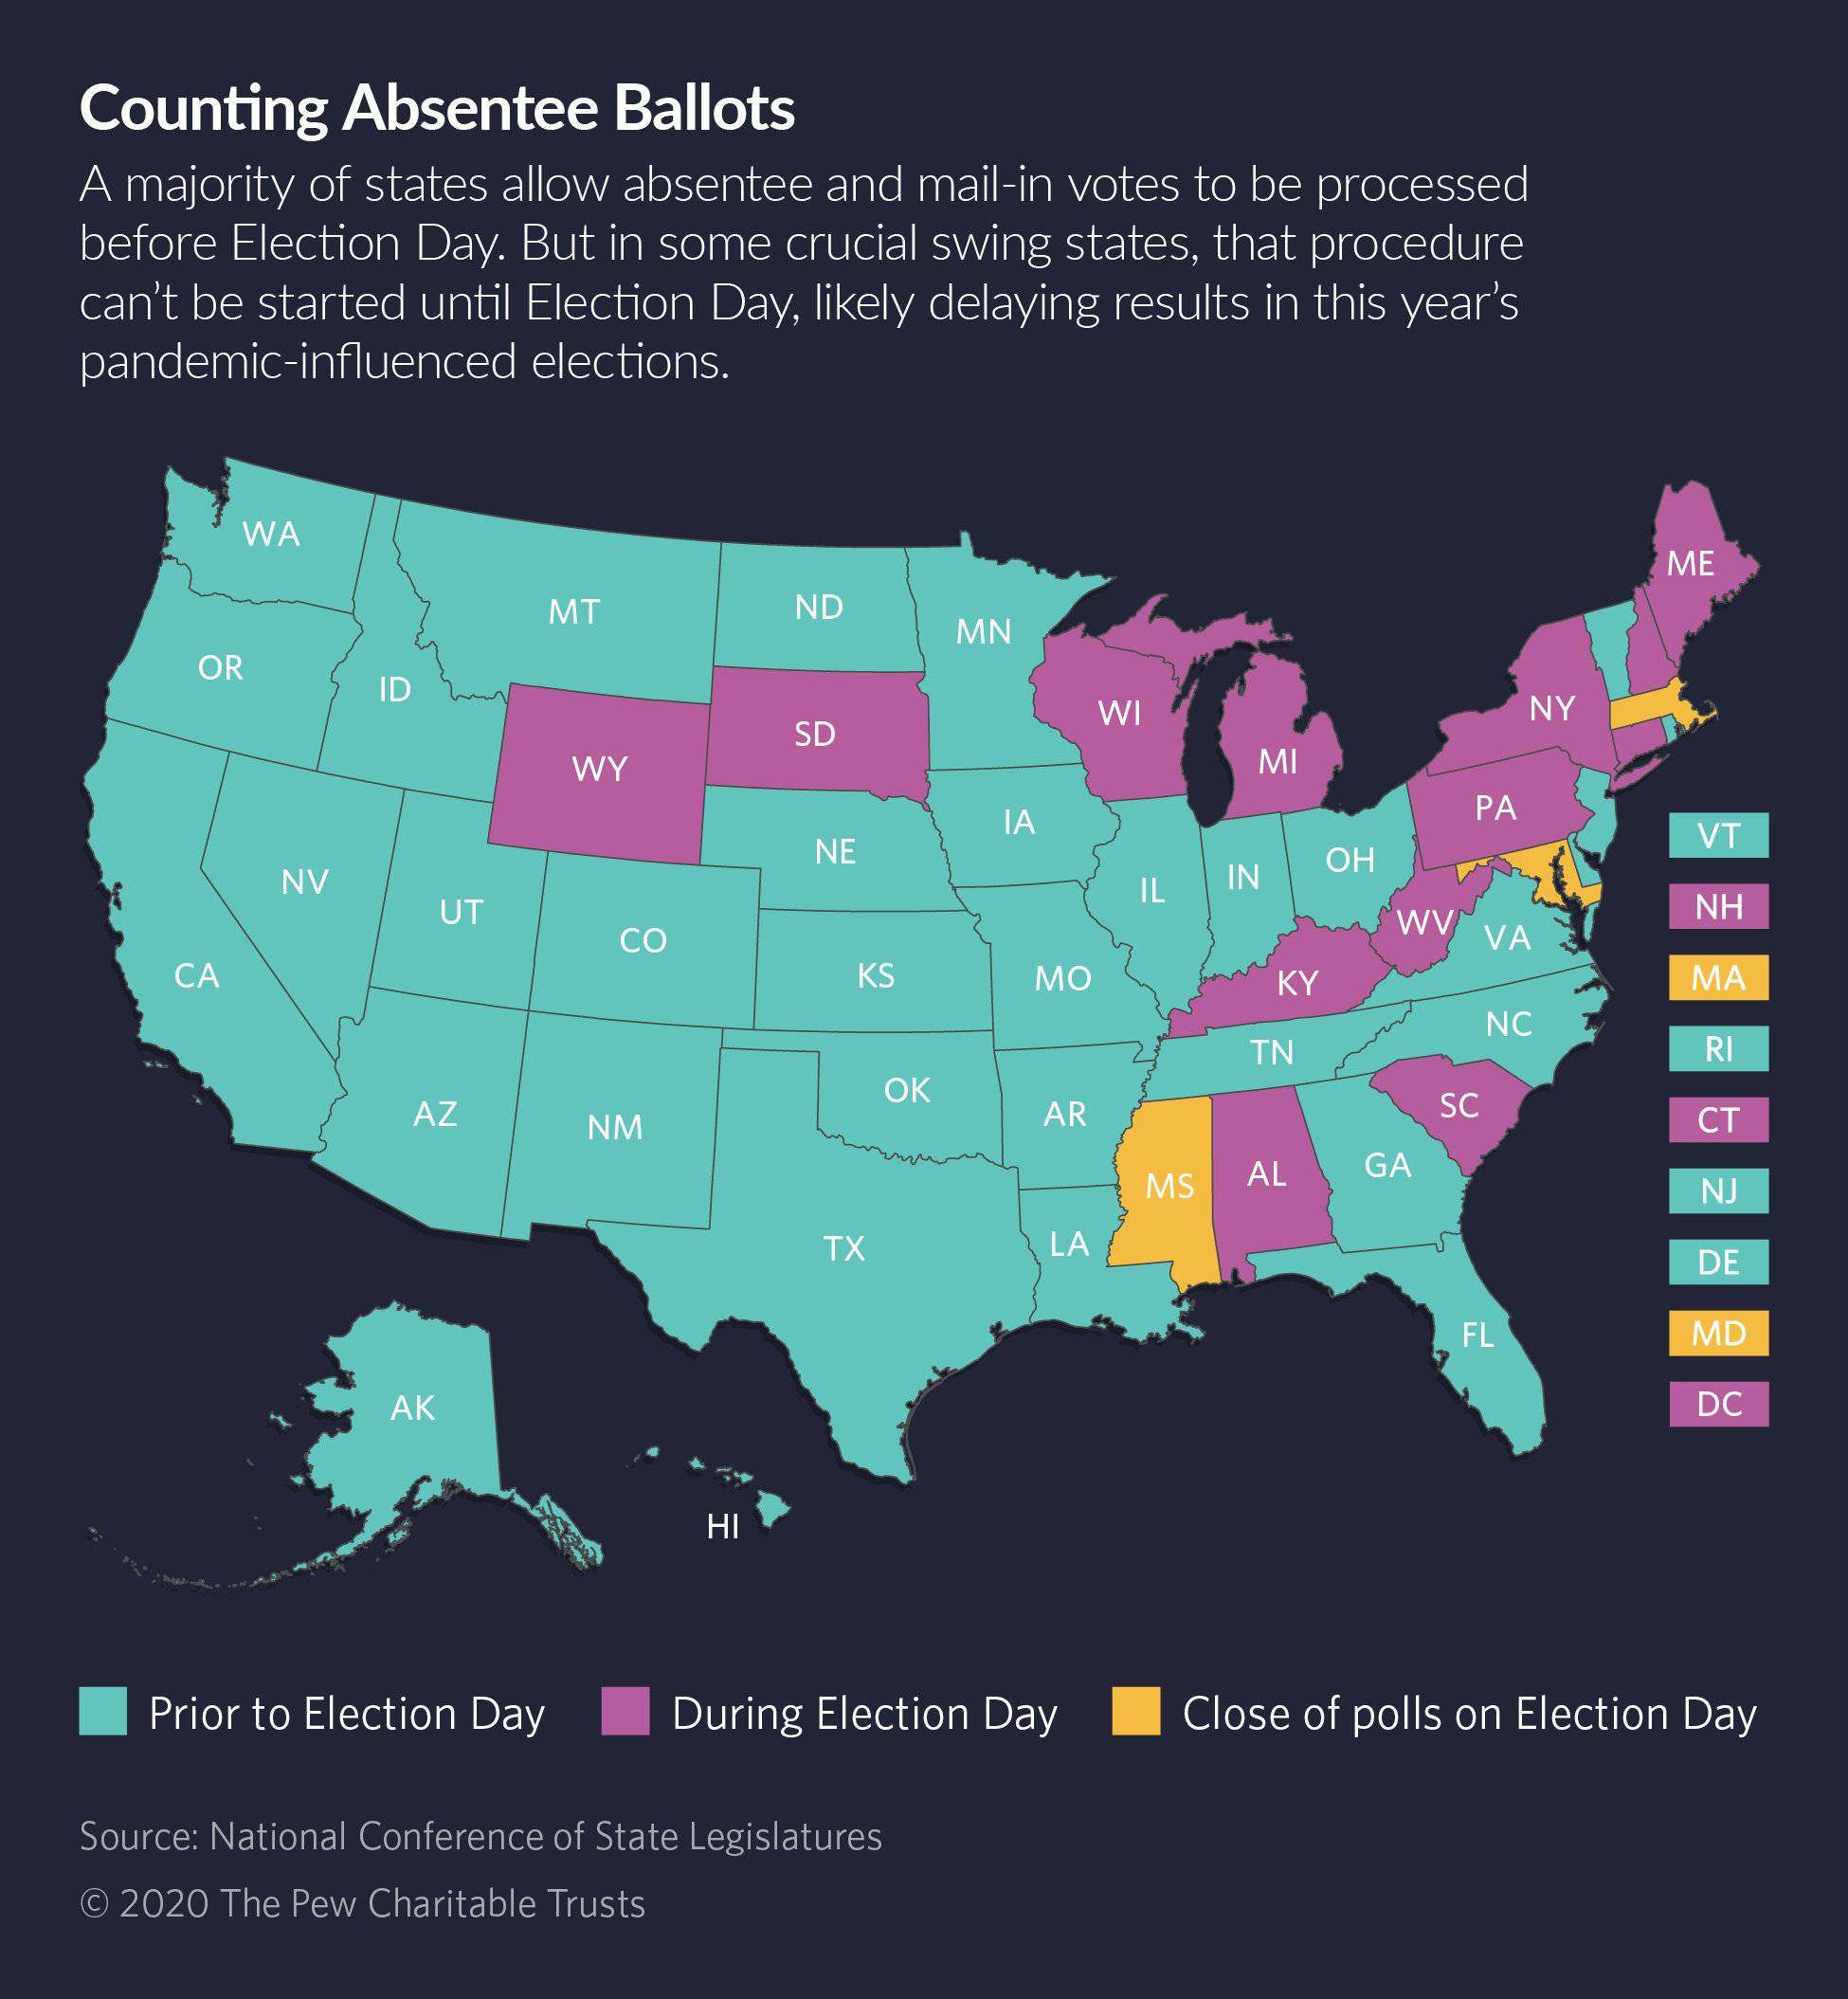 Counting Absentee Ballots
A majority of states allow absentee and mail-in votes to be processed
before Election Day. But in some crucial swing states, that procedure
can’t be started until Election Day, likely delaying results in this year’s
pandemic-influenced elections.
WA
MT
ND
MN
ME
OR
ID
WY
SD
WI
MI
NY
PA
IA
NE
NV
UT
CO
IL
IN
OH
WV
VA
CA
KS
MO
KY
NC
TN
AZ
NM
OK
AR
SC
MS
AL
GA
TX
LA
FL
AK
HI
VT
NH
MA
RI
CT
NJ
DE
MD
DC
Prior to Election Day
During Election Day
Close of polls on Election Day
Source: National Conference of State Legislatures
© 2020 The Pew Charitable Trusts